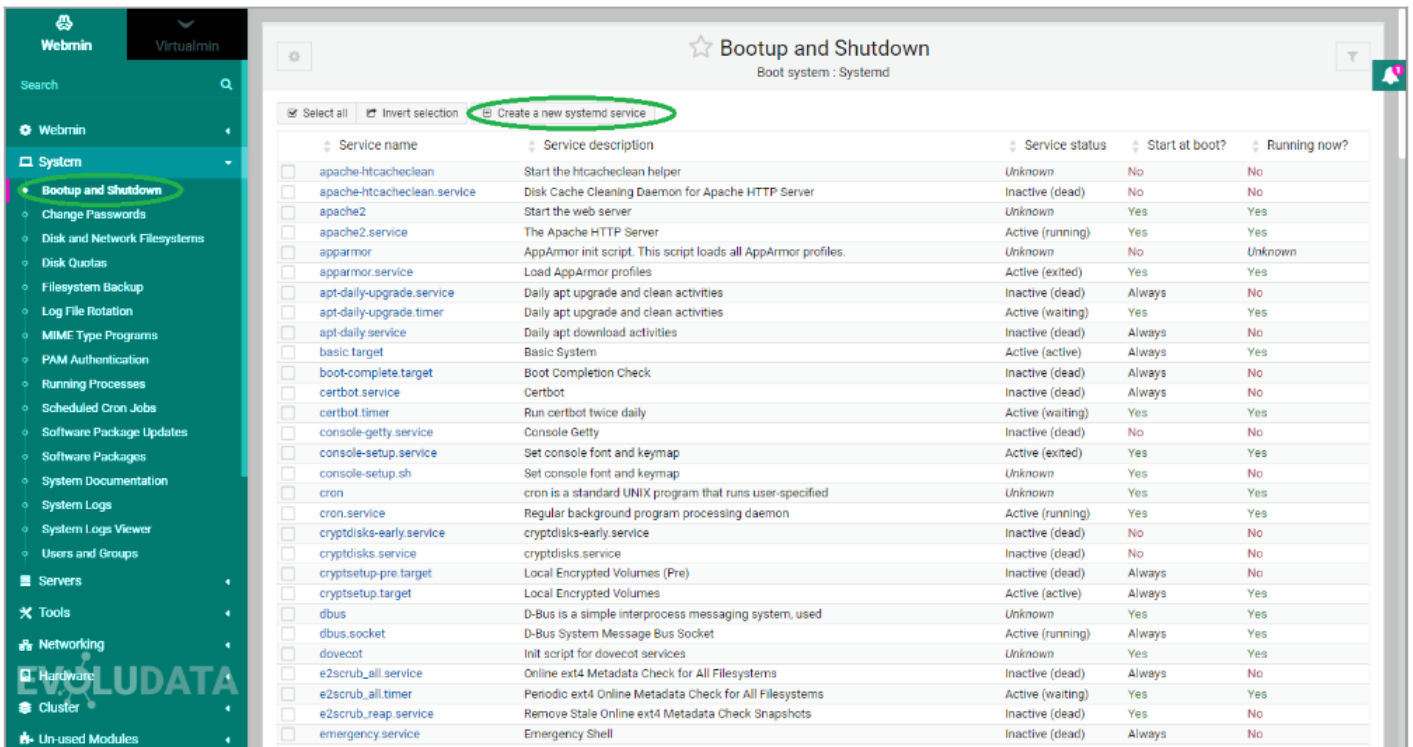 Webmin
Virtualmin
Search
Webmin
System
Bootup and Shutdown
Change Passwords
Disk and Network Filesystems
Disk Quotas
Filesystem Backup
Log File Rotation
MIME Type Programs
PAM Authentication
Running Processes
Scheduled Cron Jobs
Software Package Updates
Software Packages
System Documentation
System Logs
System Logs Viewer
Users and Groups
Servers
Tools
Networking
Hardware
EVOLUDATA
Cluster
Un-used Modules
Bootup and Shutdown
Boot system : Systemd
1
Select all Invert selection Create a new systemd service
Service name Service description Service status Start at boot? Running now?
apache-htcacheclean Start the htcacheclean helper Unknown No No
apache-htcacheclean.service Disk Cache Cleaning Daemon for Apache HTTP Server Inactive (dead) No No
apache2 Start the web server Unknown Yes Yes
apache2.service The Apache HTTP Server Active (running) Yes Yes
apparmor AppArmor init script. This script loads all AppArmor profiles. Unknown No Unknown
apparmor.service Load AppArmor profiles Active (exited) Yes Yes
apt-daily-upgrade.service Daily apt upgrade and clean activities Inactive (dead) Always No
apt-daily-upgrade.timer Daily apt upgrade and clean activities Active (waiting) Yes Yes
apt-daily.service Daily apt download activities Inactive (dead) Always No
basic.target Basic System Active (active) Always Yes
boot-complete.target Boot Completion Check Inactive (dead) Always No
certbot.service Certbot Inactive (dead) Always No
certbot.timer Run certbot twice daily Active (waiting) Yes Yes
console-getty.service Console Getty Inactive (dead) No No
console-setup.service Set console font and keymap Active (exited) Yes Yes
console-setup.sh Set console font and keymap Unknown Yes No
cron cron is a standard UNIX program that runs user-specified Unknown Yes Yes
cron.service Regular background program processing daemon Active (running) Yes Yes
cryptdisks-early.service cryptdisks-early.service Inactive (dead) No No
cryptdisks.service cryptdisks.service Inactive (dead) No No
cryptsetup-pre.target Local Encrypted Volumes (Pre) Inactive (dead) Always No
cryptsetup.target Local Encrypted Volumes Active (active) Always Yes
dbus D-Bus is a simple interprocess messaging system, used Unknown Yes Yes
dbus.socket D-Bus System Message Bus Socket Active (running) Always Yes
dovecot Init script for dovecot services Unknown Yes Yes
e2scrub_all.service Online ext4 Metadata Check for All Filesystems Inactive (dead) Always No
e2scrub_all.timer Periodic ext4 Online Metadata Check for All Filesystems Active (waiting) Yes Yes
e2scrub_reap.service Remove Stale Online ext4 Metadata Check Snapshots Inactive (dead) Yes No
emergency.service Emergency Shell Inactive (dead) Always No